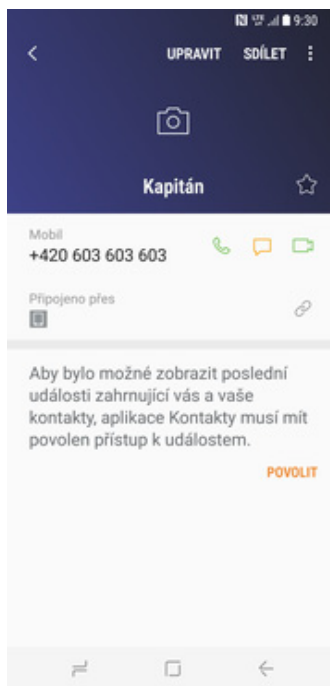 9:30
UPRAVIT SDÍLET
Kapitán
Mobil
+420 603 603 603
Připojeno přes
Aby bylo možné zobrazit poslední
události zahrnující vás a vaše
kontakty, aplikace Kontakty musí mít
povolen přístup k událostem.
POVOLIT